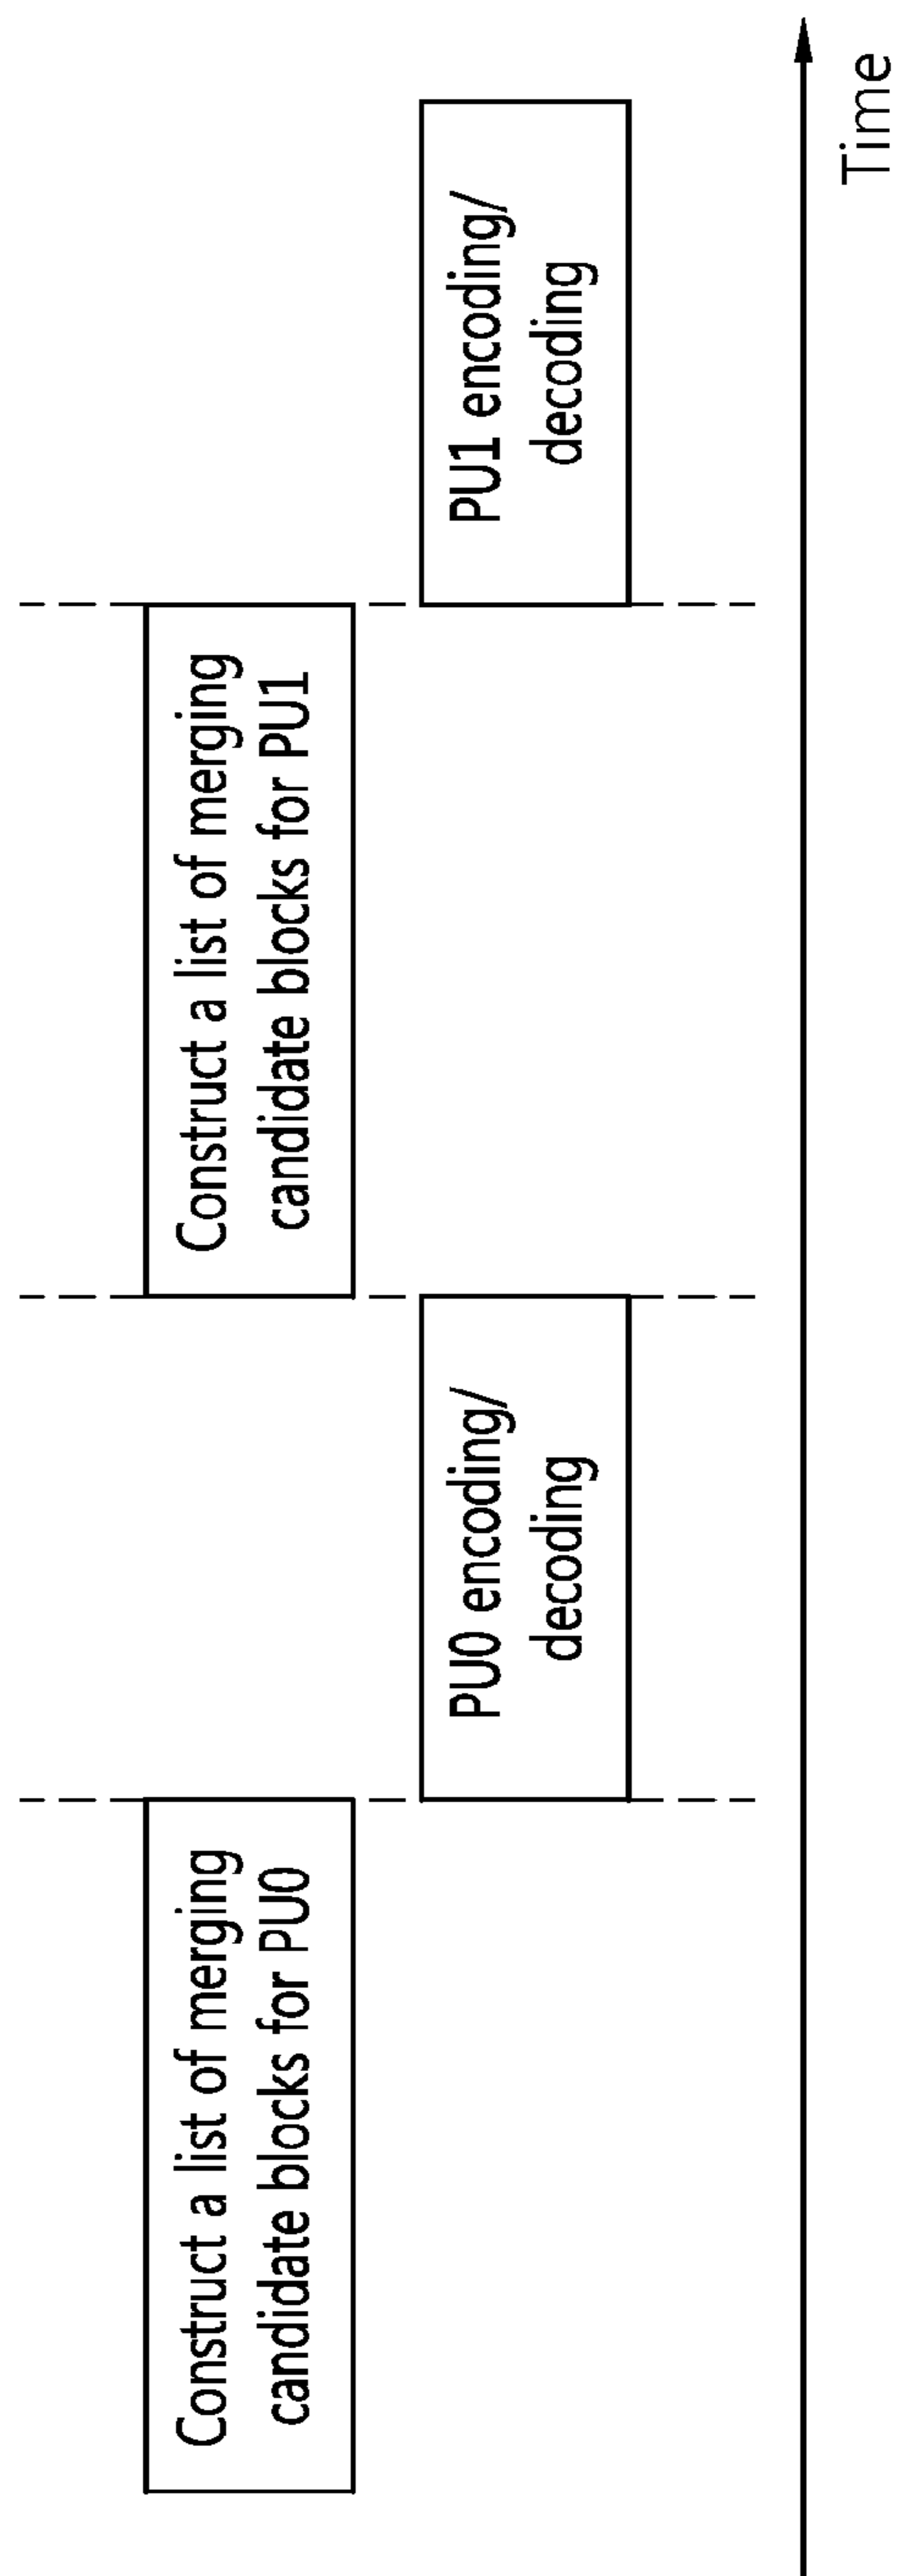 Construct a list of merging
candidate blocks for PU0
PU0 encoding/
decoding
Construct a list of merging
candidate blocks for PU1
PU1 encoding/
decoding
Time